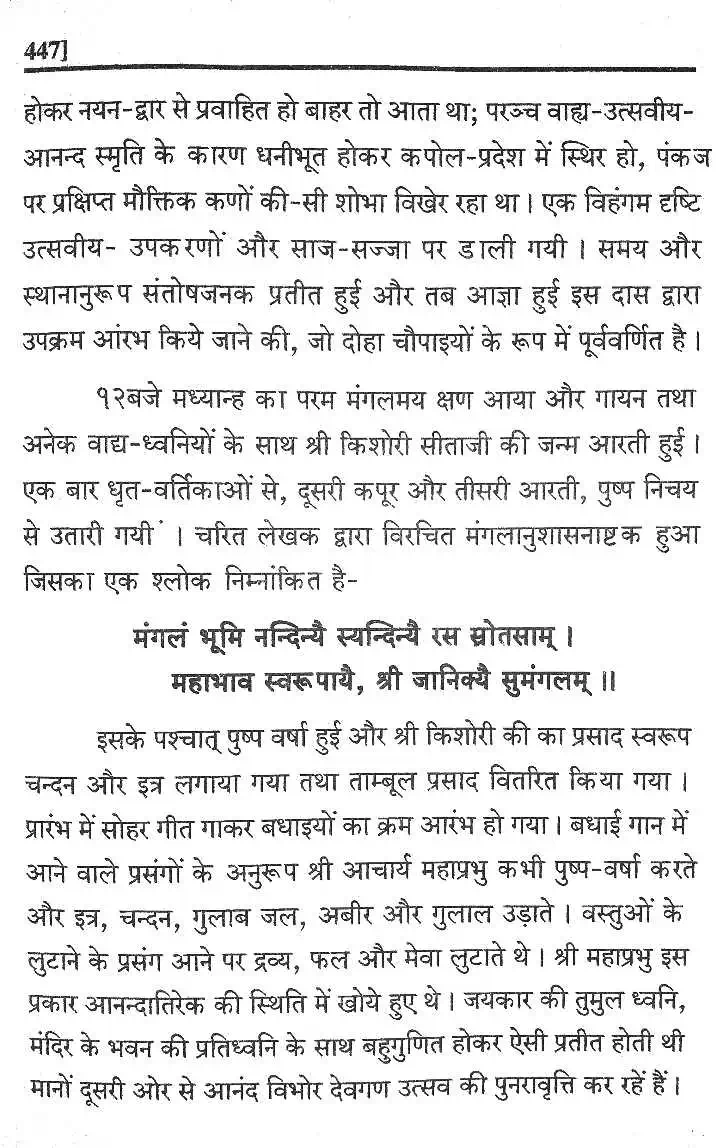 447]
होकर नयन-द्वार से प्रवाहित हो बाहर तो आता था; परञ्च वाह्य-उत्सवीय-
आनन्द स्मृति के कारण धनीभूत होकर कपोल-प्रदेश में स्थिर हो, पंकज
पर प्रक्षिप्त मौक्तिक कणों की-सी शोभा विखेर रहा था। एक विहंगम दृष्टि
उत्सवीय- उपकरणों और साज-सज्जा पर डाली गयी। समय और
स्थानानुरूप संतोषजनक प्रतीत हुई और तब आज्ञा हुई इस दास द्वारा
उपक्रम आंरभ किये जाने की, जो दोहा चौपाइयों के रूप में पूर्ववर्णित है।
१२बजे मध्यान्ह का परम मंगलमय क्षण आया और गायन तथा
अनेक वाद्य-ध्वनियों के साथ श्री किशोरी सीताजी की जन्म आरती हुई।
एक बार धृत-वर्तिकाओं से, दूसरी कपूर और तीसरी आरती, पुष्प निचय
से उतारी गयीं । चरित लेखक द्वारा विरचित मंगलानुशासनाष्टक हुआ
जिसका एक श्लोक निम्नांकित है-
मंगलं भूमि नन्दिन्यै स्यन्दिन्यै रस स्रोतसाम्।
महाभाव स्वरूपायै, श्री जानिक्यै सुमंगलम्॥
इसके पश्चात् पुष्प वर्षा हुई और श्री किशोरी की का प्रसाद स्वरूप
चन्दन और इत्र लगाया गया तथा ताम्बूल प्रसाद वितरित किया गया।
प्रारंभ में सोहर गीत गाकर बधाइयों का क्रम आरंभ हो गया। बधाई गान में
आने वाले प्रसंगों के अनुरूप श्री आचार्य महाप्रभु कभी पुष्प-वर्षा करते
और इत्र, चन्दन, गुलाब जल, अबीर और गुलाल उड़ाते। वस्तुओं के
लुटाने के प्रसंग आने पर द्रव्य, फल और मेवा लुटाते थे। श्री महाप्रभु इस
प्रकार आनन्दातिरेक की स्थिति में खोये हुए थे। जयकार की तुमुल ध्वनि,
मंदिर के भवन की प्रतिध्वनि के साथ बहुगुणित होकर ऐसी प्रतीत होती थी
मानों दूसरी ओर से आनंद विभोर देवगण उत्सव की पुनरावृत्ति कर रहें हैं।